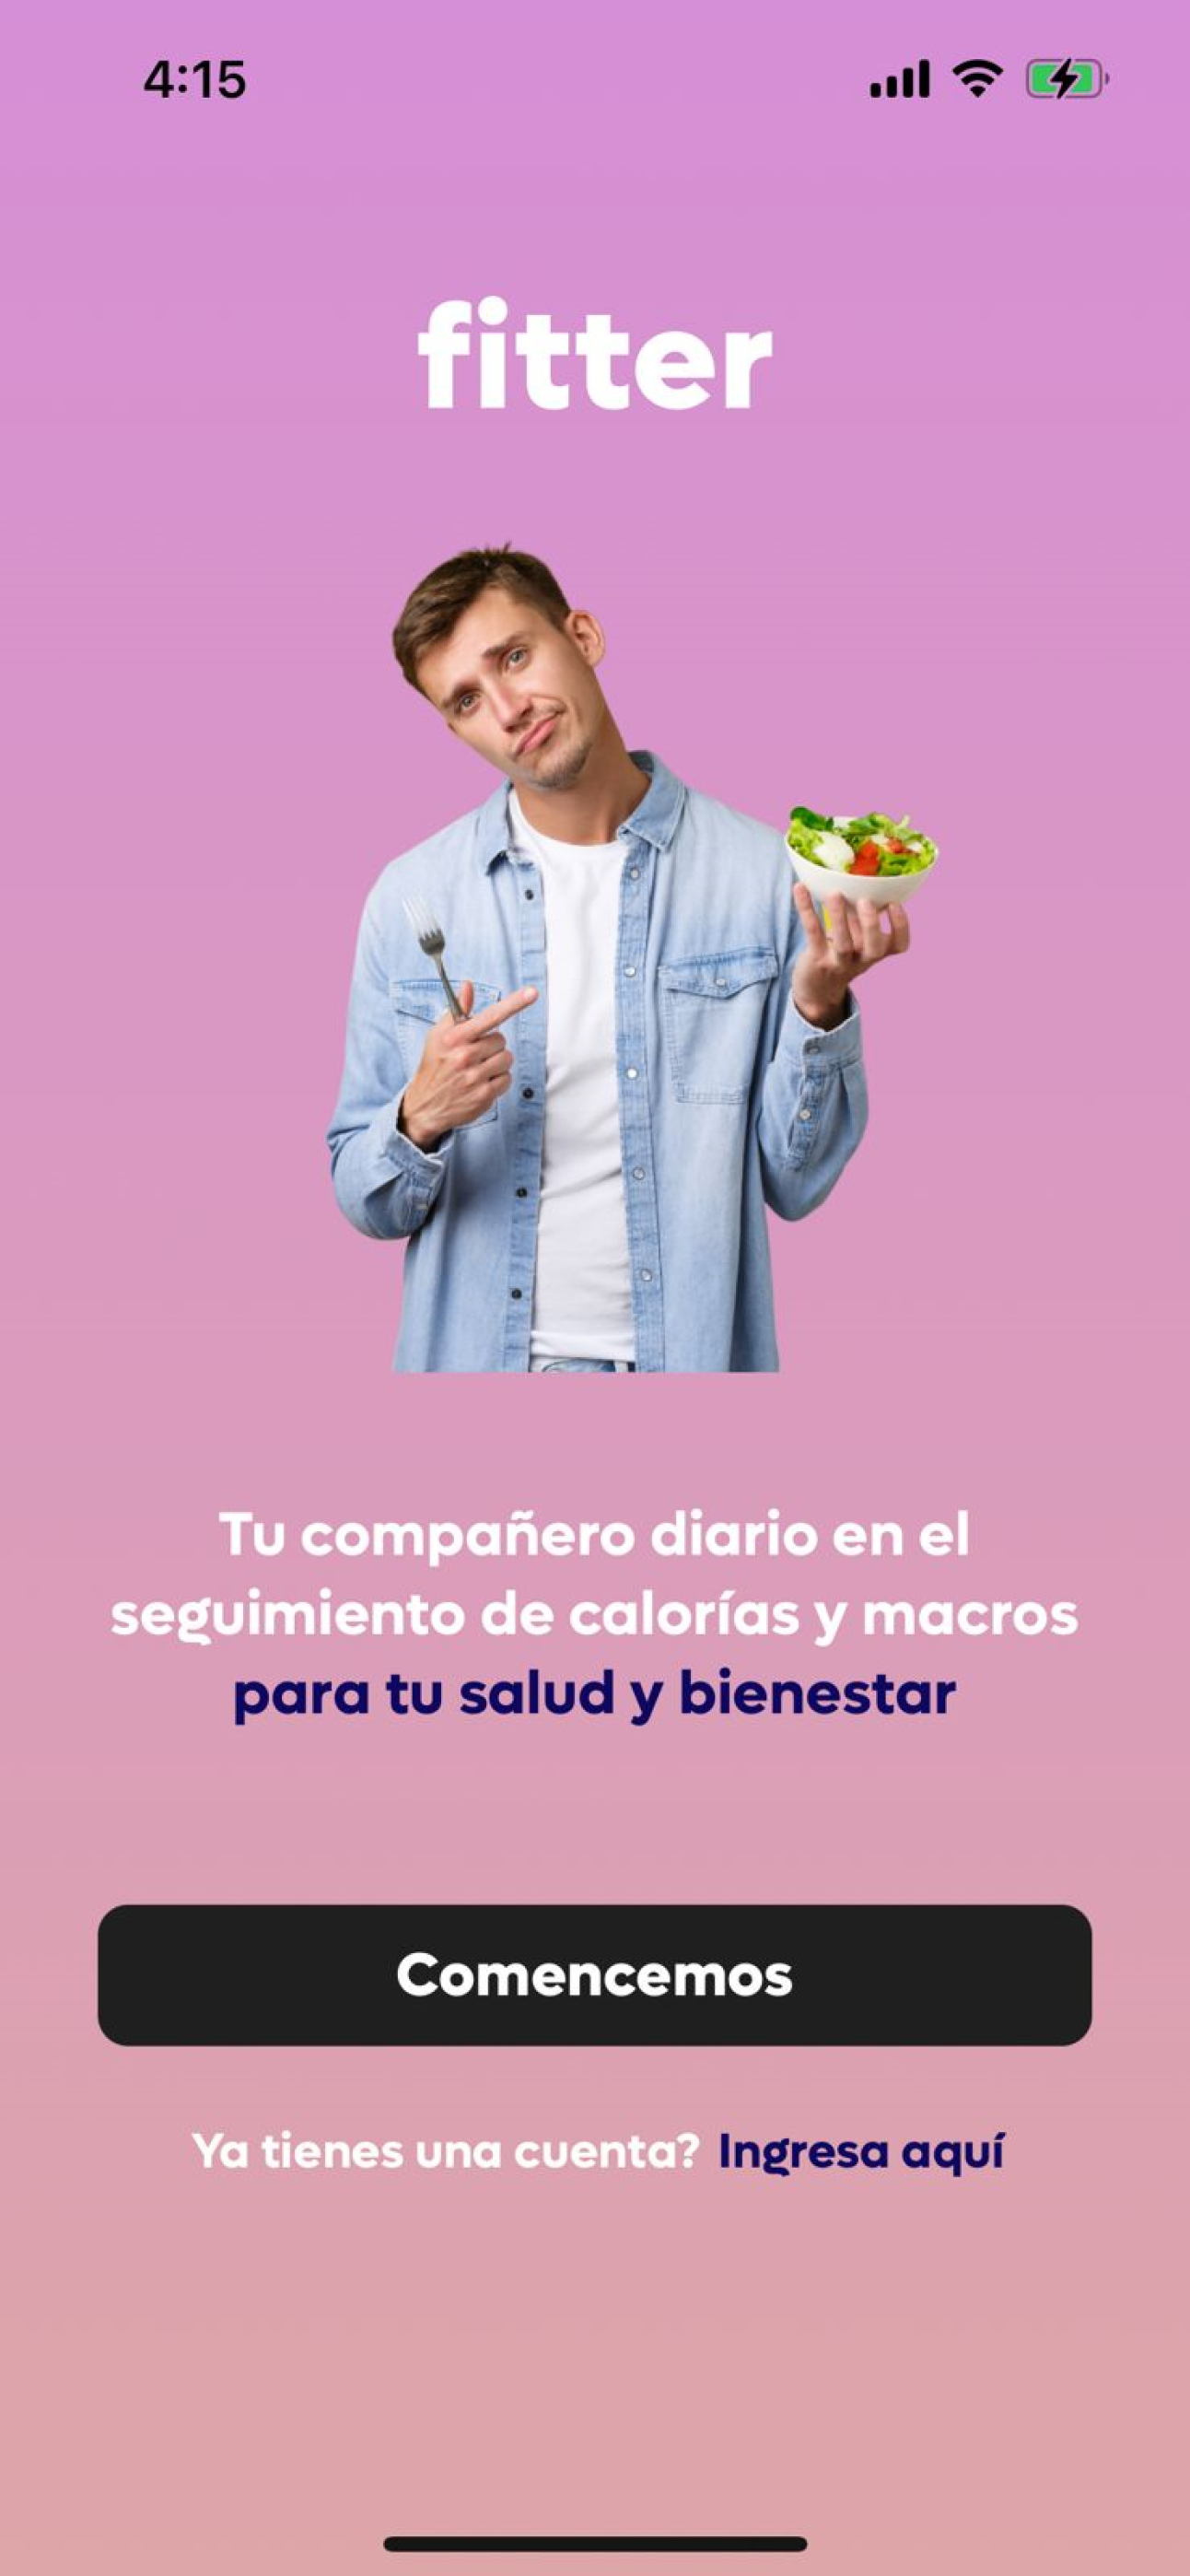 4:15
fitter
Tu compañero diario en el
seguimiento de calorías y macros
para tu salud y bienestar
Comencemos
Ya tienes una cuenta? Ingresa aquí